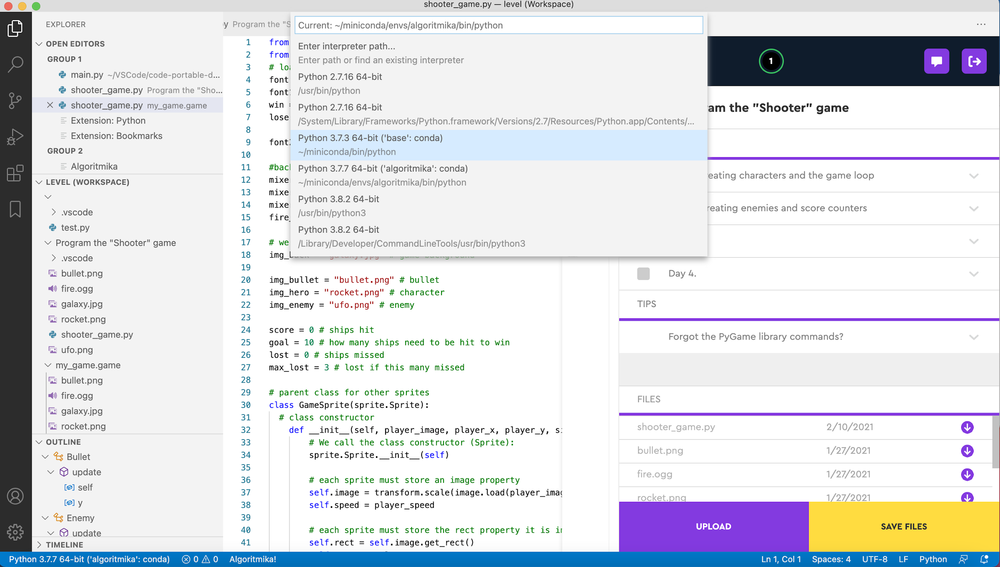 shooter_game.py — level (Workspace)
EXPLORER
OPEN EDITORS
GROUP 1
main.py ~/VSCode/code-portable-d...
shooter_game.py Program the "Sho...
shooter_game.py my_game.game
Extension: Python
Extension: Bookmarks
GROUP 2
Algoritmika
LEVEL (WORKSPACE)
.vscode
test.py
Program the "Shooter" game
.vscode
bullet.png
fire.ogg
galaxy.jpg
rocket.png
shooter_game.py
ufo.png
my_game.game
bullet.png
fire.ogg
galaxy.jpg
rocket.png
OUTLINE
Bullet
update
self
y
Enemy
update
TIMELINE
y Program the "S
Current: ~/miniconda/envs/algoritmika/bin/python
Enter interpreter path...
Enter path or find an existing interpreter
Python 2.7.16 64-bit
/usr/bin/python
Python 2.7.16 64-bit
/System/Library/Frameworks/Python.framework/Versions/2.7/Resources/Python.app/Contents/...
Python 3.7.3 64-bit ('base': conda)
~/miniconda/bin/python
Python 3.7.7 64-bit ('algoritmika': conda)
~/miniconda/envs/algoritmika/bin/python
Python 3.8.2 64-bit
/usr/bin/python3
Python 3.8.2 64-bit
/Library/Developer/CommandLineTools/usr/bin/python3
1 from
2 from
3 # loa
4 font
5 font1
6 win =
7 lose
8
9 font2
10
11 #bac
12 mixe
13 mixe
14 mixe
15 fire_
16
17 # we
18 img_back galaxy.jpg # game background
19
20 img_bullet = "bullet.png" # bullet
21 img_hero = "rocket.png" # character
22 img_enemy = "ufo.png" # enemy
23
24 score = 0 # ships hit
25 goal = 10 # how many ships need to be hit to win
26 lost = 0 # ships missed
27 max_lost = 3 # lost if this many missed
28
29 # parent class for other sprites
30 class GameSprite(sprite.Sprite):
31 # class constructor
32 def __init__(self, player_image, player_x, player_y, si
33 # We call the class constructor (Sprite):
34 sprite.Sprite.__init__(self)
35
36 # each sprite must store an image property
37 self.image = transform.scale(image.load(player_imag
38 self.speed = player_speed
39
40 # each sprite must store the rect property it is in
41 self.rect = self.image.get_rect()
1
ram the "Shooter" game
reating characters and the game loop
reating enemies and score counters
Day 4.
TIPS
Forgot the PyGame library commands?
FILES
shooter_game.py 2/10/2021
bullet.png 1/27/2021
fire.ogg 1/27/2021
rocket.png 1/27/2021
UPLOAD
SAVE FILES
Python 3.7.7 64-bit ('algoritmika': conda) 0 0 Algoritmika! Ln 1, Col 1 Spaces: 4 UTF-8 LF Python